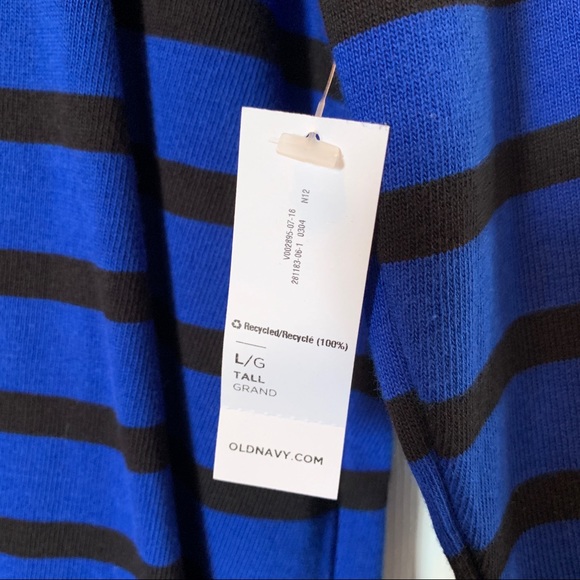 V002895-07-16 N12
281183-06-1 0304
♻ Recycled/Recyclé (100%)
L/G
TALL
GRAND
OLDNAVY.COM